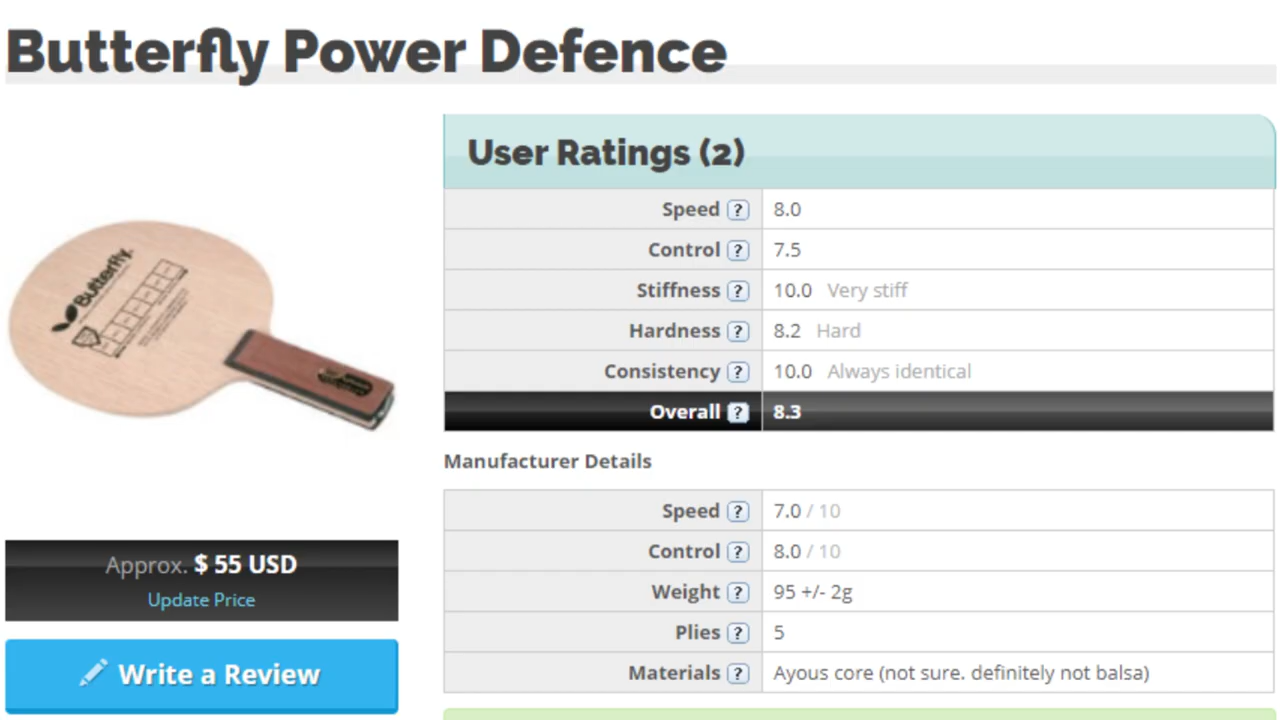 Butterfly Power Defence
User Ratings (2)
Speed ? 8.0
Control ? 7.5
Stiffness ? 10.0 Very stiff
Hardness ? 8.2 Hard
Consistency ? 10.0 Always identical
Overall ? 8.3
Butterfly
Manufacturer Details
Speed ? 7.0 / 10
Control ? 8.0 / 10
Weight ? 95 +/- 2g
Plies ? 5
Materials ? Ayous core (not sure. definitely not balsa)
Approx. $ 55 USD
Update Price
Write a Review